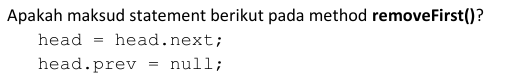 Apakah maksud statement berikut pada method removeFirst()?
head = head.next;
head.prev = null;